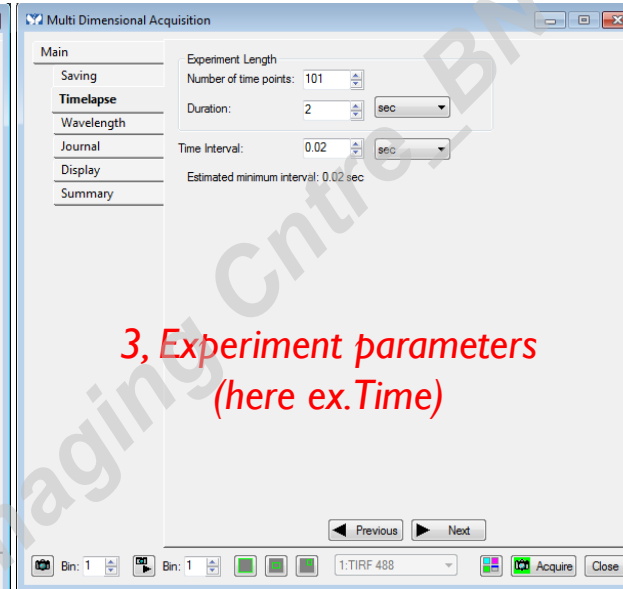 Multi Dimensional Acquisition
Main
Saving
Timelapse
Wavelength
Journal
Display
Summary
Experiment Length
Number of time points: 101
Duration: 2 sec
Time Interval: 0.02 sec
Estimated minimum interval: 0.02 sec
3, Experiment parameters
(here ex.Time)
Previous Next
Bin: 1 Bin: 1 1:TIRF 488 Acquire Close
maging Cntre_BN